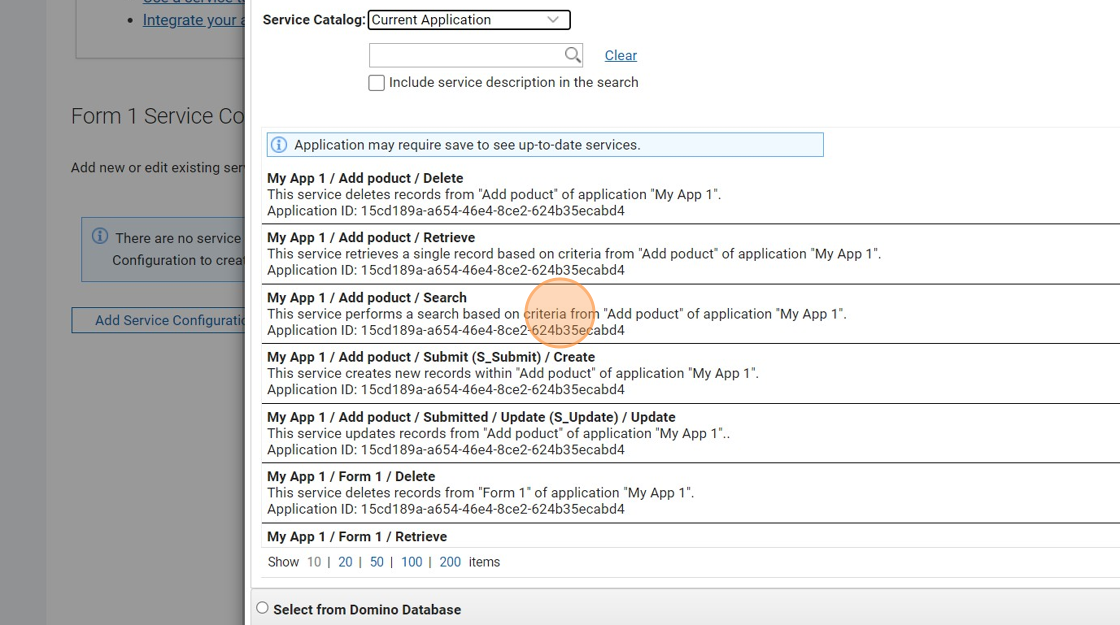 Use a service t
Integrate your a
Form 1 Service Co
Add new or edit existing ser
There are no service
Configuration to creat
Add Service Configuratio
Service Catalog: Current Application
Clear
Include service description in the search
Application may require save to see up-to-date services.
My App 1 / Add poduct / Delete
This service deletes records from "Add poduct" of application "My App 1".
Application ID: 15cd189a-a654-46e4-8ce2-624b35ecabd4
My App 1 / Add poduct / Retrieve
This service retrieves a single record based on criteria from "Add poduct" of application "My App 1".
Application ID: 15cd189a-a654-46e4-8ce2-624b35ecabd4
My App 1 / Add poduct / Search
This service performs a search based on criteria from "Add poduct" of application "My App 1".
Application ID: 15cd189a-a654-46e4-8ce2-624b35ecabd4
My App 1 / Add poduct / Submit (S_Submit) / Create
This service creates new records within "Add poduct" of application "My App 1".
Application ID: 15cd189a-a654-46e4-8ce2-624b35ecabd4
My App 1 / Add poduct / Submitted / Update (S_Update) / Update
This service updates records from "Add poduct" of application "My App 1"..
Application ID: 15cd189a-a654-46e4-8ce2-624b35ecabd4
My App 1 / Form 1 / Delete
This service deletes records from "Form 1" of application "My App 1".
Application ID: 15cd189a-a654-46e4-8ce2-624b35ecabd4
My App 1 / Form 1 / Retrieve
Show 10 | 20 | 50 | 100 | 200 items
Select from Domino Database